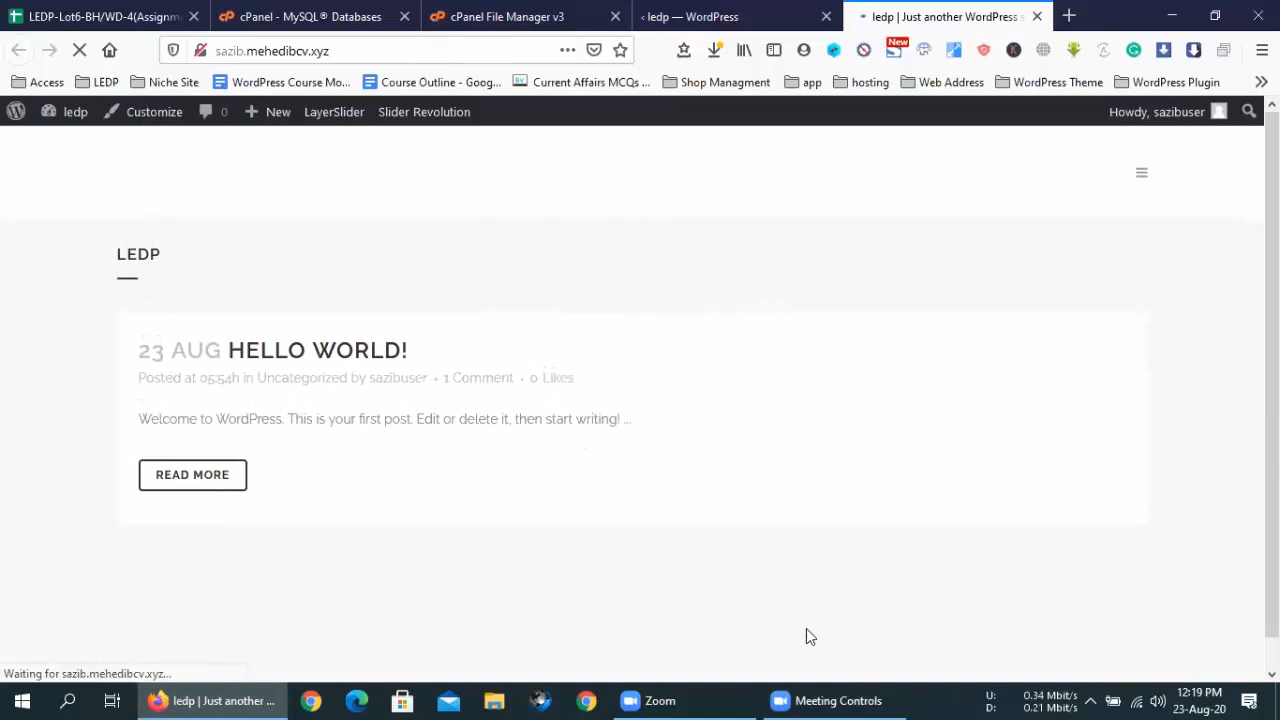 LEDP-Lot6-BH/WD-4(Assignm
cPanel - MySQL® Databases
cPanel File Manager v3
‹ ledp — WordPress
ledp | Just another WordPress s
sazib.mehedibcv.xyz
New
Access
LEDP
Niche Site
WordPress Course Mo...
Course Outline - Goog...
Current Affairs MCQs ...
Shop Managment
app
hosting
Web Address
WordPress Theme
WordPress Plugin
ledp
Customize
0
New
LayerSlider
Slider Revolution
Howdy, sazibuser
LEDP
23 AUG HELLO WORLD!
Posted at 05:54h in Uncategorized by sazibuser • 1 Comment • 0 Likes
Welcome to WordPress. This is your first post. Edit or delete it, then start writing! ...
READ MORE
Waiting for sazib.mehedibcv.xyz...
ledp | Just another ...
Zoom
Meeting Controls
U: 0.34 Mbit/s
D: 0.21 Mbit/s
12:19 PM
23-Aug-20